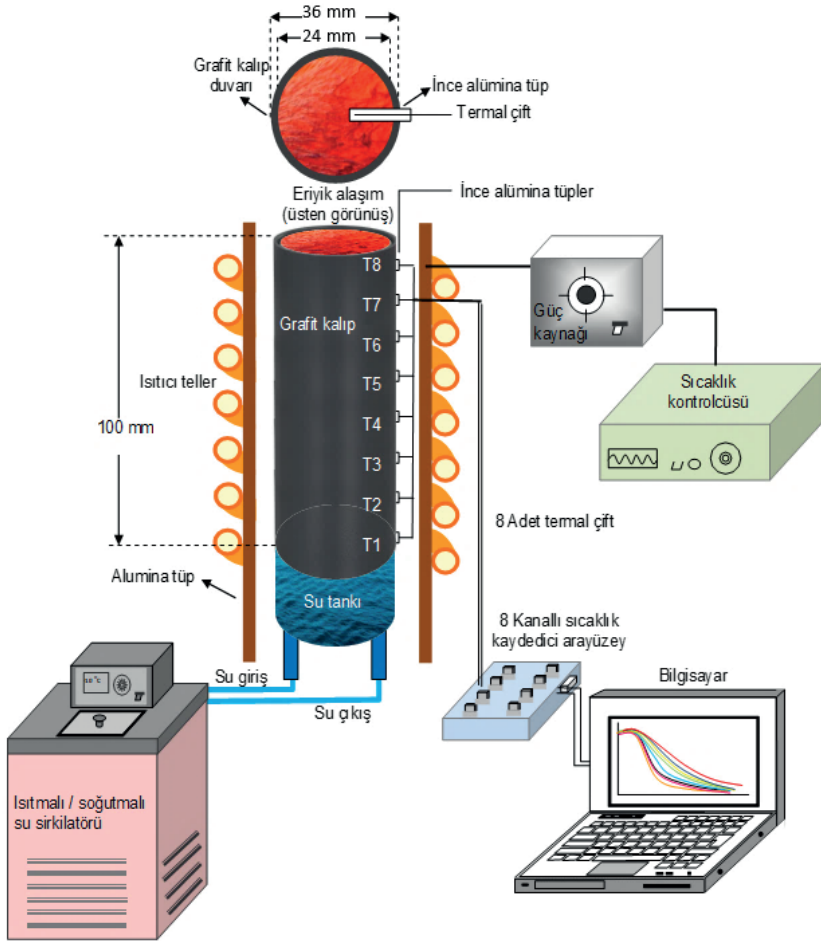 36 mm
24 mm
Grafit kalıp
duvarı
İnce alümina tüp
Termal çift
Eriyik alaşım
(üsten görünüş)
İnce alümina tüpler
T8
T7
Grafit kalıp
T6
T5
T4
T3
T2
T1
Isıtıcı teller
100 mm
Güç
kaynağı
Sıcaklık
kontrolcüsü
8 Adet termal çift
Alumina tüp
Su tankı
8 Kanallı sıcaklık
kaydedici arayüzey
Su giriş
Su çıkış
Bilgisayar
Isıtmalı / soğutmalı
su sirkilatörü